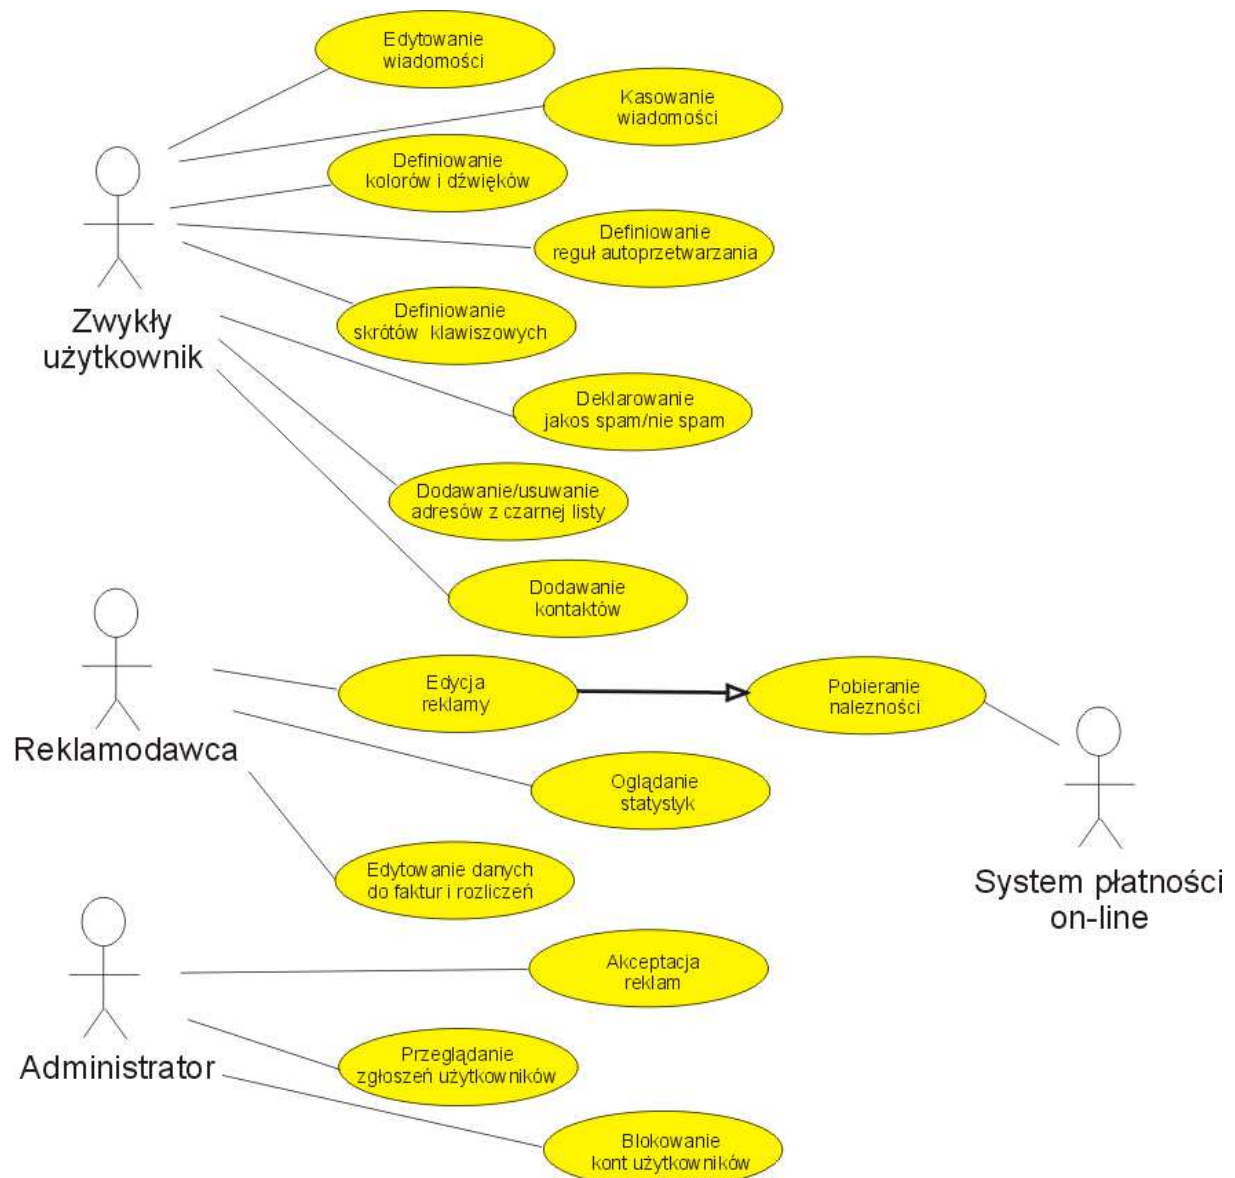 Edytowanie
wiadomości
Kasowanie
wiadomości
Definiowanie
kolorów i dźwięków
Definiowanie
reguł autoprzetwarzania
Zwykły
użytkownik
Definiowanie
skrótów klawiszowych
Deklarowanie
jakos spam/nie spam
Dodawanie/usuwanie
adresów z czarnej listy
Dodawanie
kontaktów
Edycja
reklamy
Pobieranie
nalezności
Reklamodawca
Oglądanie
statystyk
Edytowanie danych
do faktur i rozliczeń
System płatności
on-line
Akceptacja
reklam
Administrator
Przeglądanie
zgłoszeń użytkowników
Blokowanie
kont użytkowników